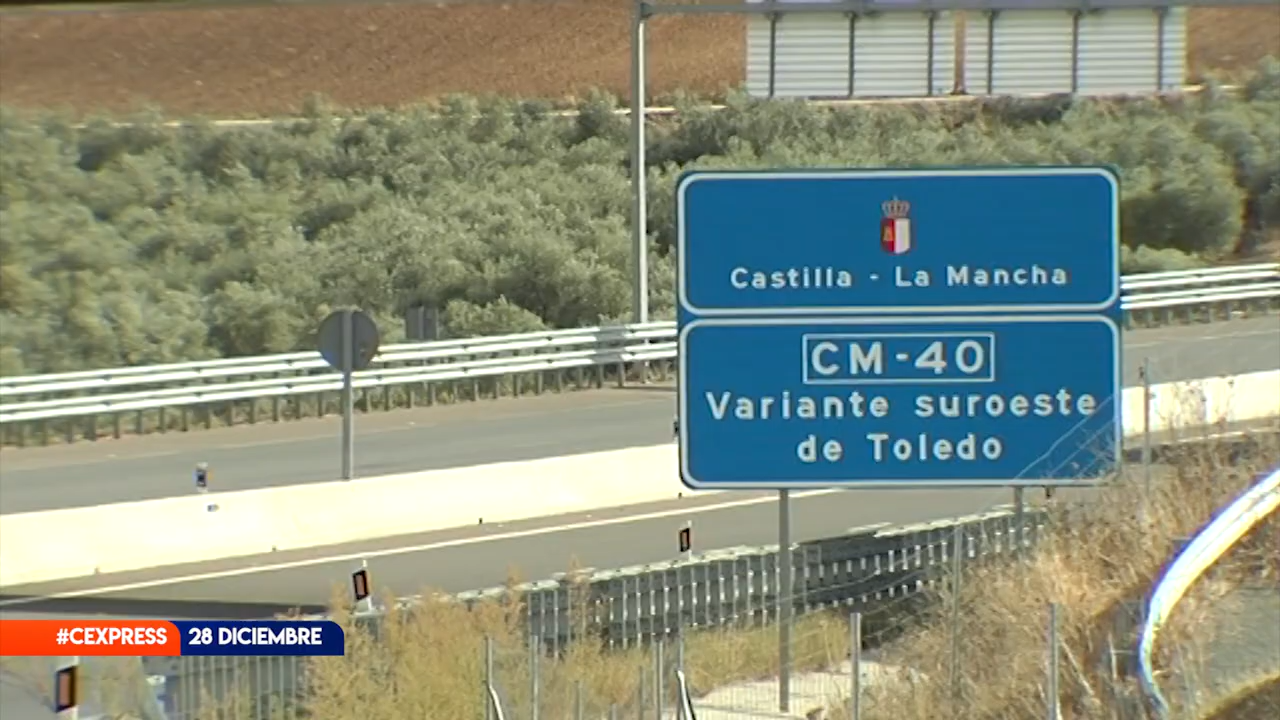 Castilla - La Mancha
CM-40
Variante suroeste
de Toledo
#CEXPRESS 28 DICIEMBRE